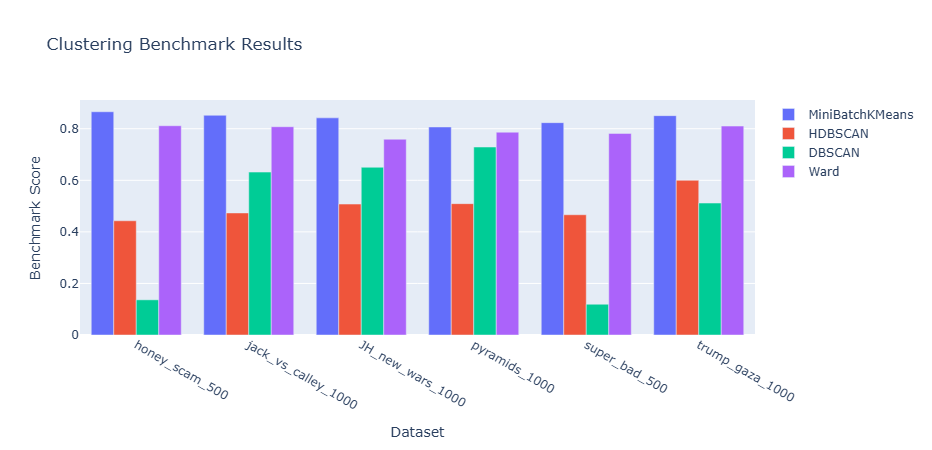 Clustering Benchmark Results
MiniBatchKMeans
HDBSCAN
DBSCAN
Ward
Benchmark Score
0.8
0.6
0.4
0.2
0
honey_scam_500
jack_vs_calley_1000
JH_new_wars_1000
pyramids_1000
super_bad_500
trump_gaza_1000
Dataset